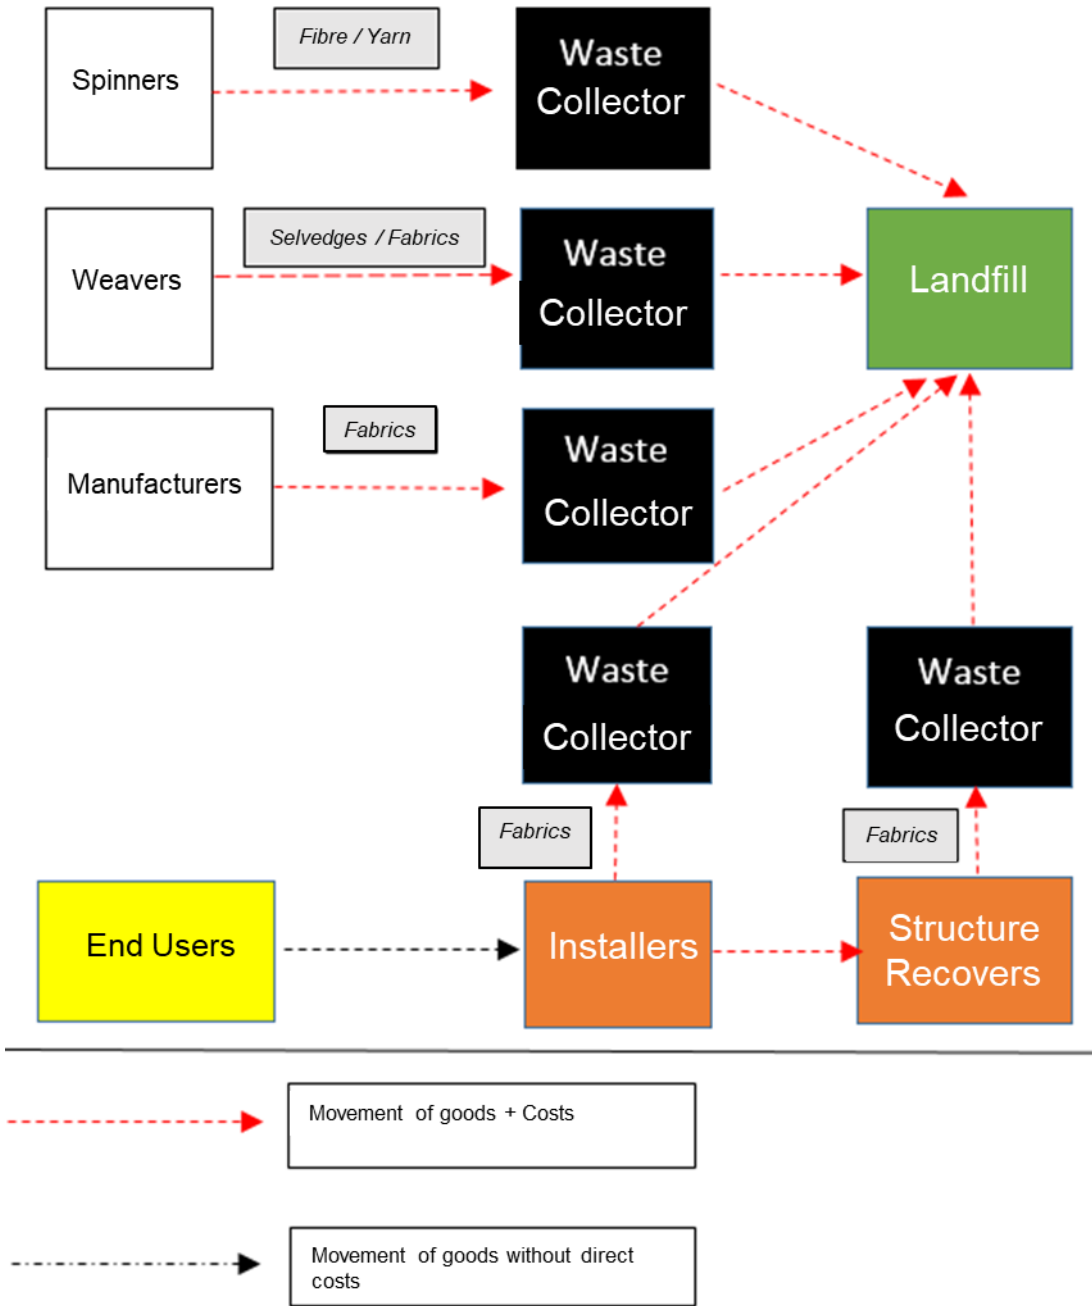 Fibre / Yarn
Spinners
Waste
Collector
Selvedges / Fabrics
Weavers
Waste
Collector
Landfill
Fabrics
Manufacturers
Waste
Collector
Waste
Collector
Waste
Collector
Fabrics
Fabrics
End Users
Installers
Structure
Recovers
Movement of goods + Costs
Movement of goods without direct
costs